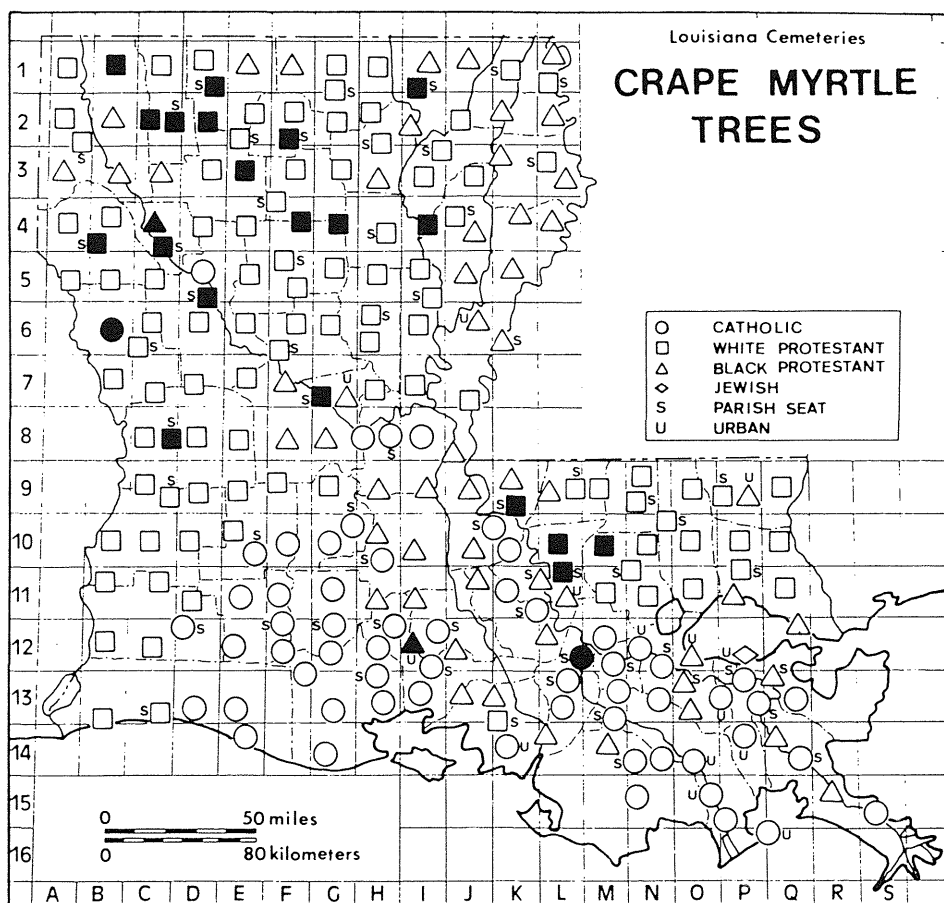 Louisiana Cemeteries
CRAPE MYRTLE
TREES
CATHOLIC
WHITE PROTESTANT
BLACK PROTESTANT
JEWISH
S PARISH SEAT
U URBAN
1
2
3
4
5
6
7
8
9
10
11
12
13
14
15
16
0 50 miles
0 80 kilometers
A B C D E F G H I J K L M N O P Q R S